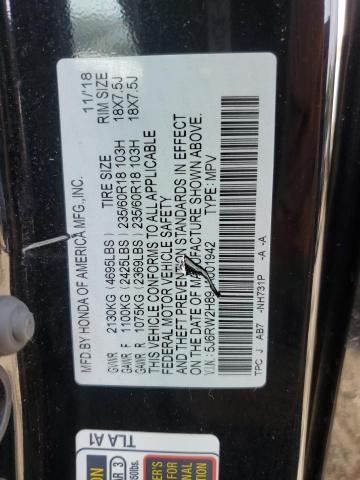 MFD.BY HONDA OF AMERICA MFG.,INC. 11/'18
TIRE SIZE RIM SIZE
GVWR 2130KG(4695LBS)
GAWR F 1100KG(2425LBS) 235/60R18 103H 18X7.5J
GAWR R 1075KG(2369LBS) 235/60R18 103H 18X7.5J
THIS VEHICLE CONFORMS TO ALL APPLICABLE
FEDERAL MOTOR VEHICLE SAFETY
AND THEFT PREVENTION STANDARDS IN EFFECT
ON THE DATE OF MANUFACTURE SHOWN ABOVE.
V.I.N.: TYPE: MPV
TPC J AB7 -NH731P -A -A
TLA A1